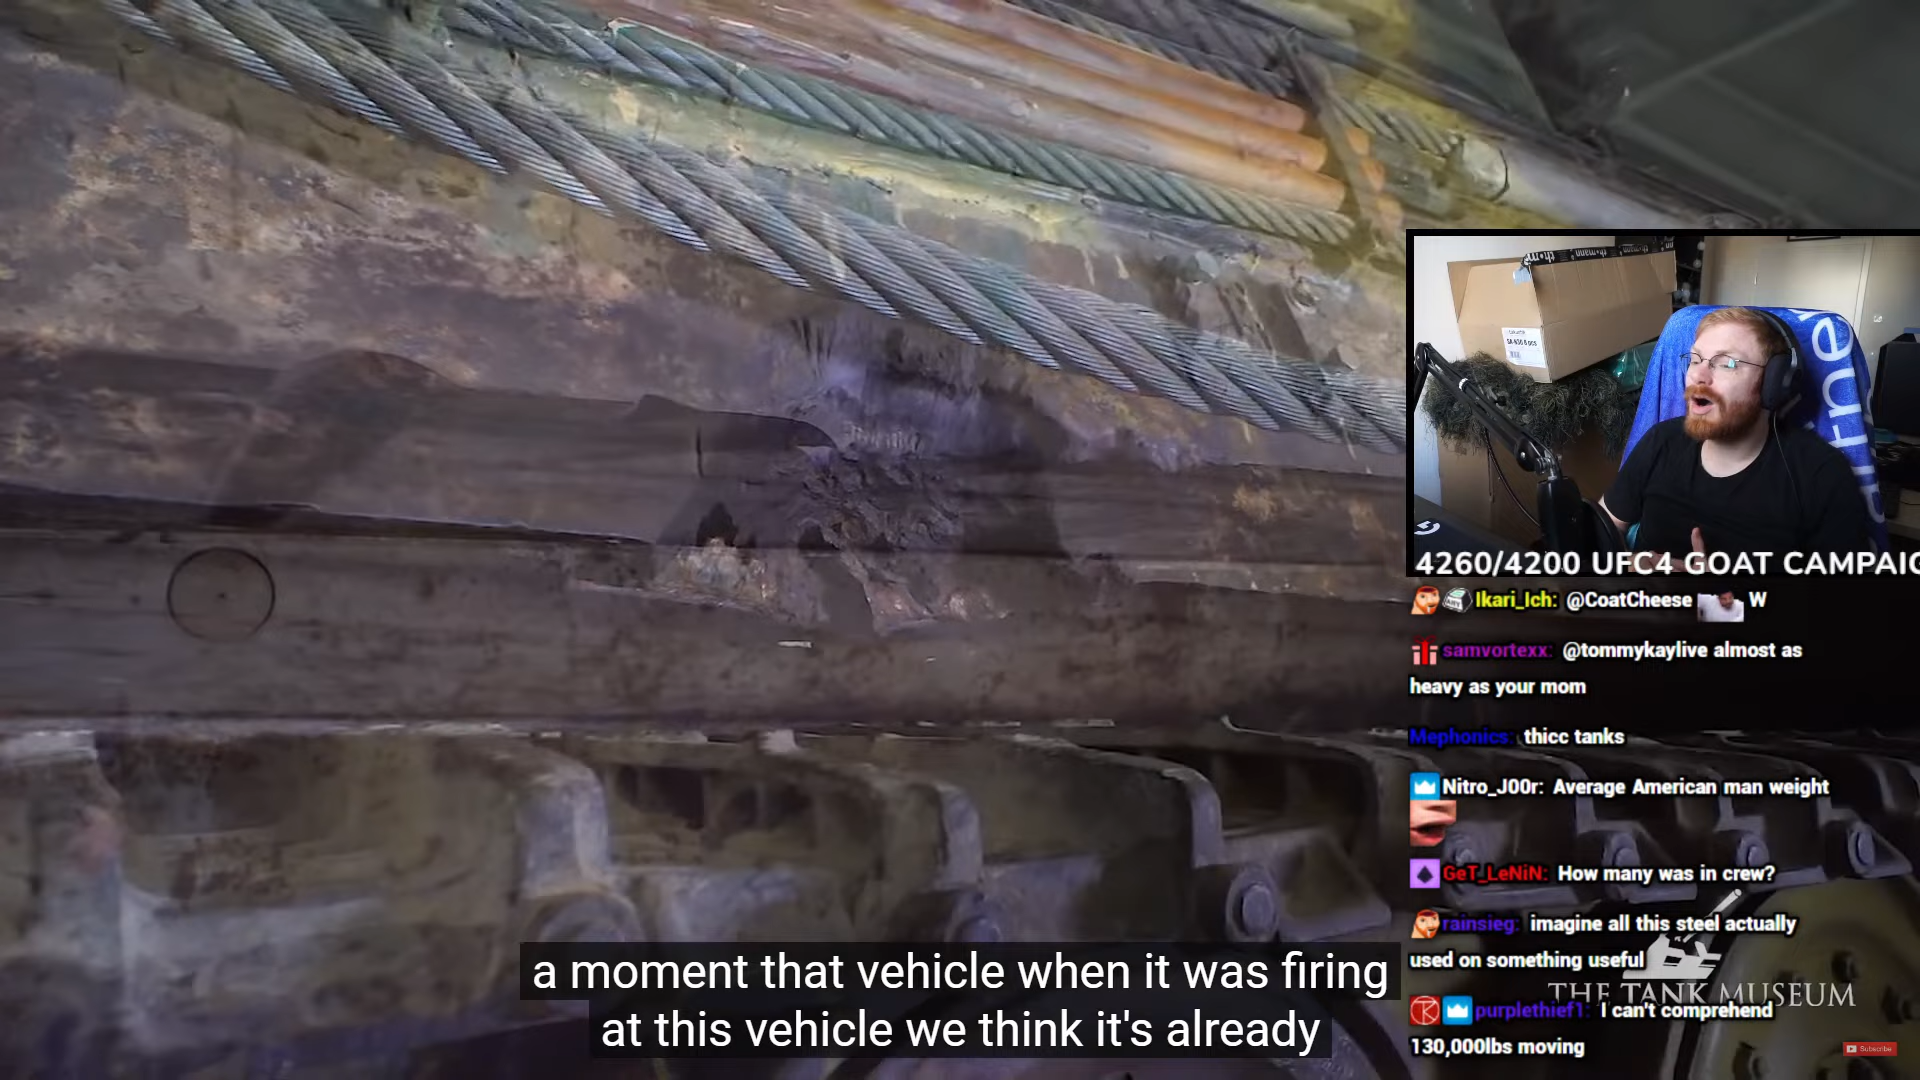 4260/4200 UFC4 GOAT CAMPAIG
Ikari_Ich: @CoatCheese W
samvortexx: @tommykaylive almost as
heavy as your mom
Mephonics: thicc tanks
Nitro_J00r: Average American man weight
GeT_LeNiN: How many was in crew?
rainsieg: imagine all this steel actually
used on something useful
THE TANK MUSEUM
purplethief1: I can't comprehend
130,000lbs moving
Subscribe
a moment that vehicle when it was firing
at this vehicle we think it's already